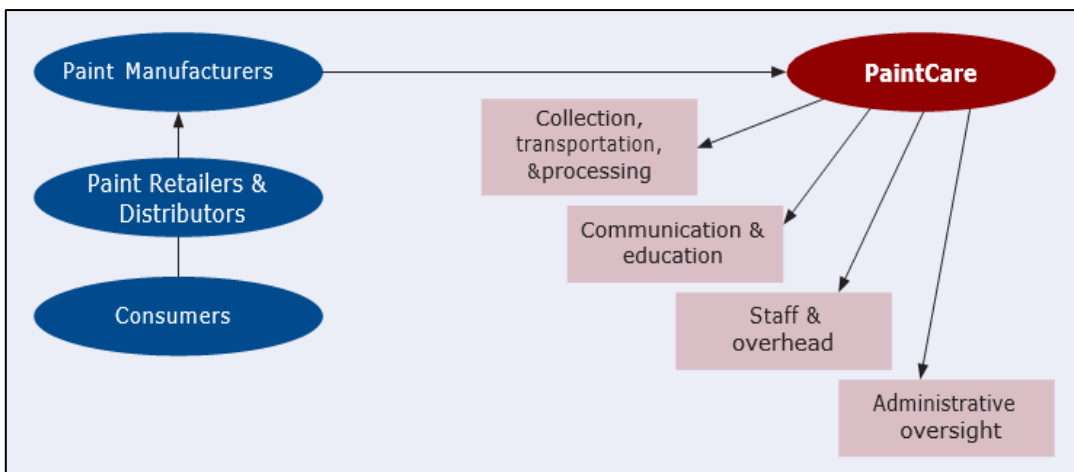 Paint Manufacturers
PaintCare
Collection,
transportation,
&processing
Paint Retailers &
Distributors
Communication &
education
Consumers
Staff &
overhead
Administrative
oversight